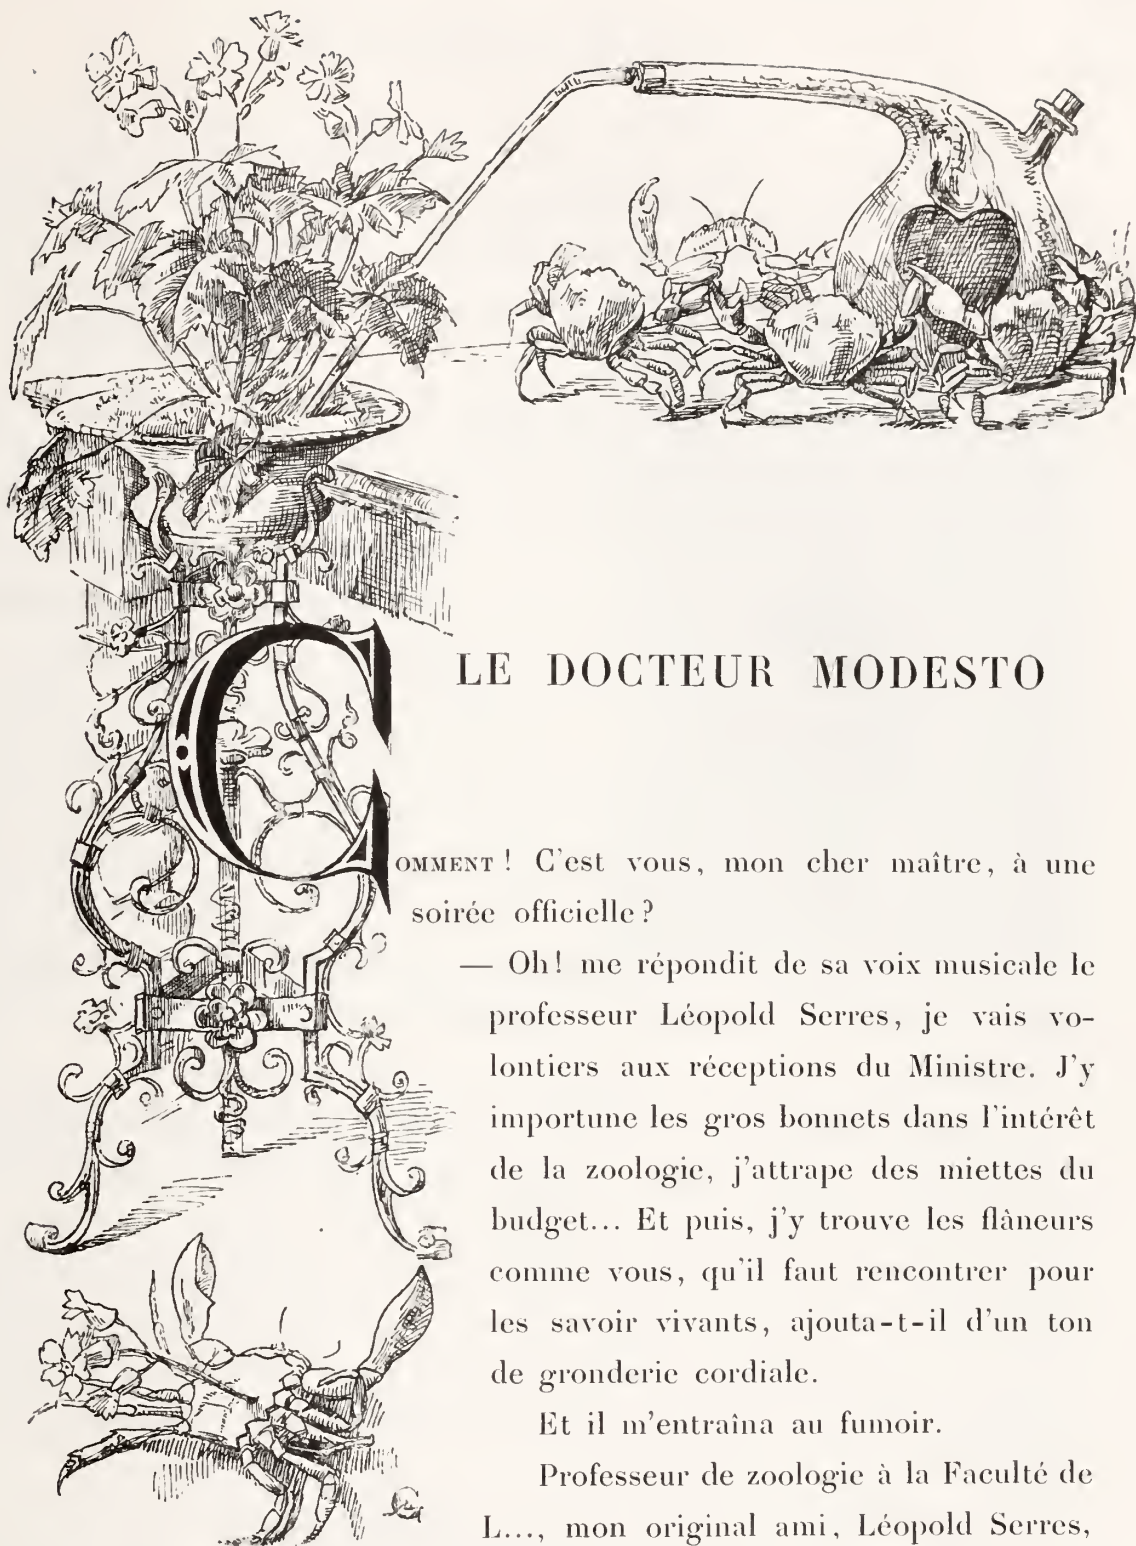 LE DOCTEUR MODESTO
COMMENT ! C'est vous, mon cher maître, à une
soirée officielle ?
— Oh! me répondit de sa voix musicale le
professeur Léopold Serres, je vais vo-
lontiers aux réceptions du Ministre. J'y
importune les gros bonnets dans l'intérêt
de la zoologie, j'attrape des miettes du
budget... Et puis, j'y trouve les flâneurs
comme vous, qu'il faut rencontrer pour
les savoir vivants, ajouta-t-il d'un ton
de gronderie cordiale.
Et il m'entraîna au fumoir.
Professeur de zoologie à la Faculté de
L..., mon original ami, Léopold Serres,